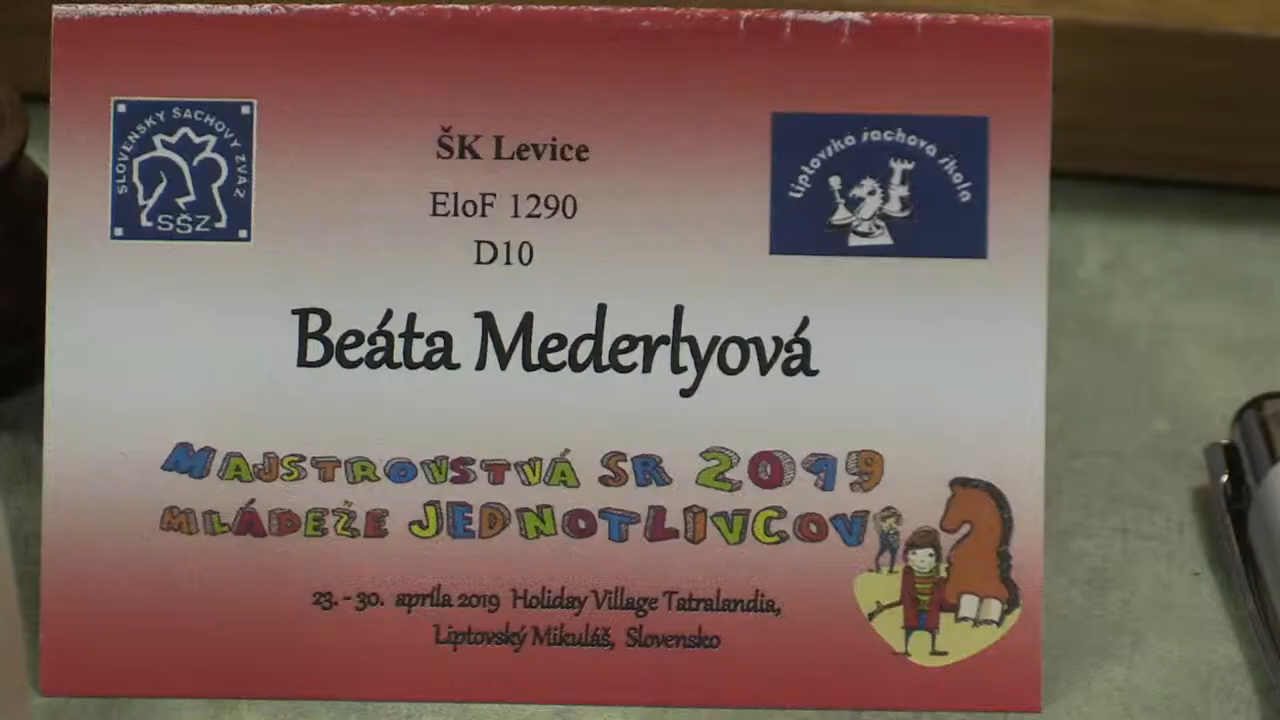 SLOVENSKÝ ŠACHOVÝ ZVÄZ
SŠZ
ŠK Levice
EloF 1290
D10
liptovská šachová škola
Beáta Mederlyová
MAJSTROVSTVÁ SR 2019
MLÁDEŽE JEDNOTLIVCOV
23. - 30. apríla 2019 Holiday Village Tatralandia,
Liptovský Mikuláš, Slovensko